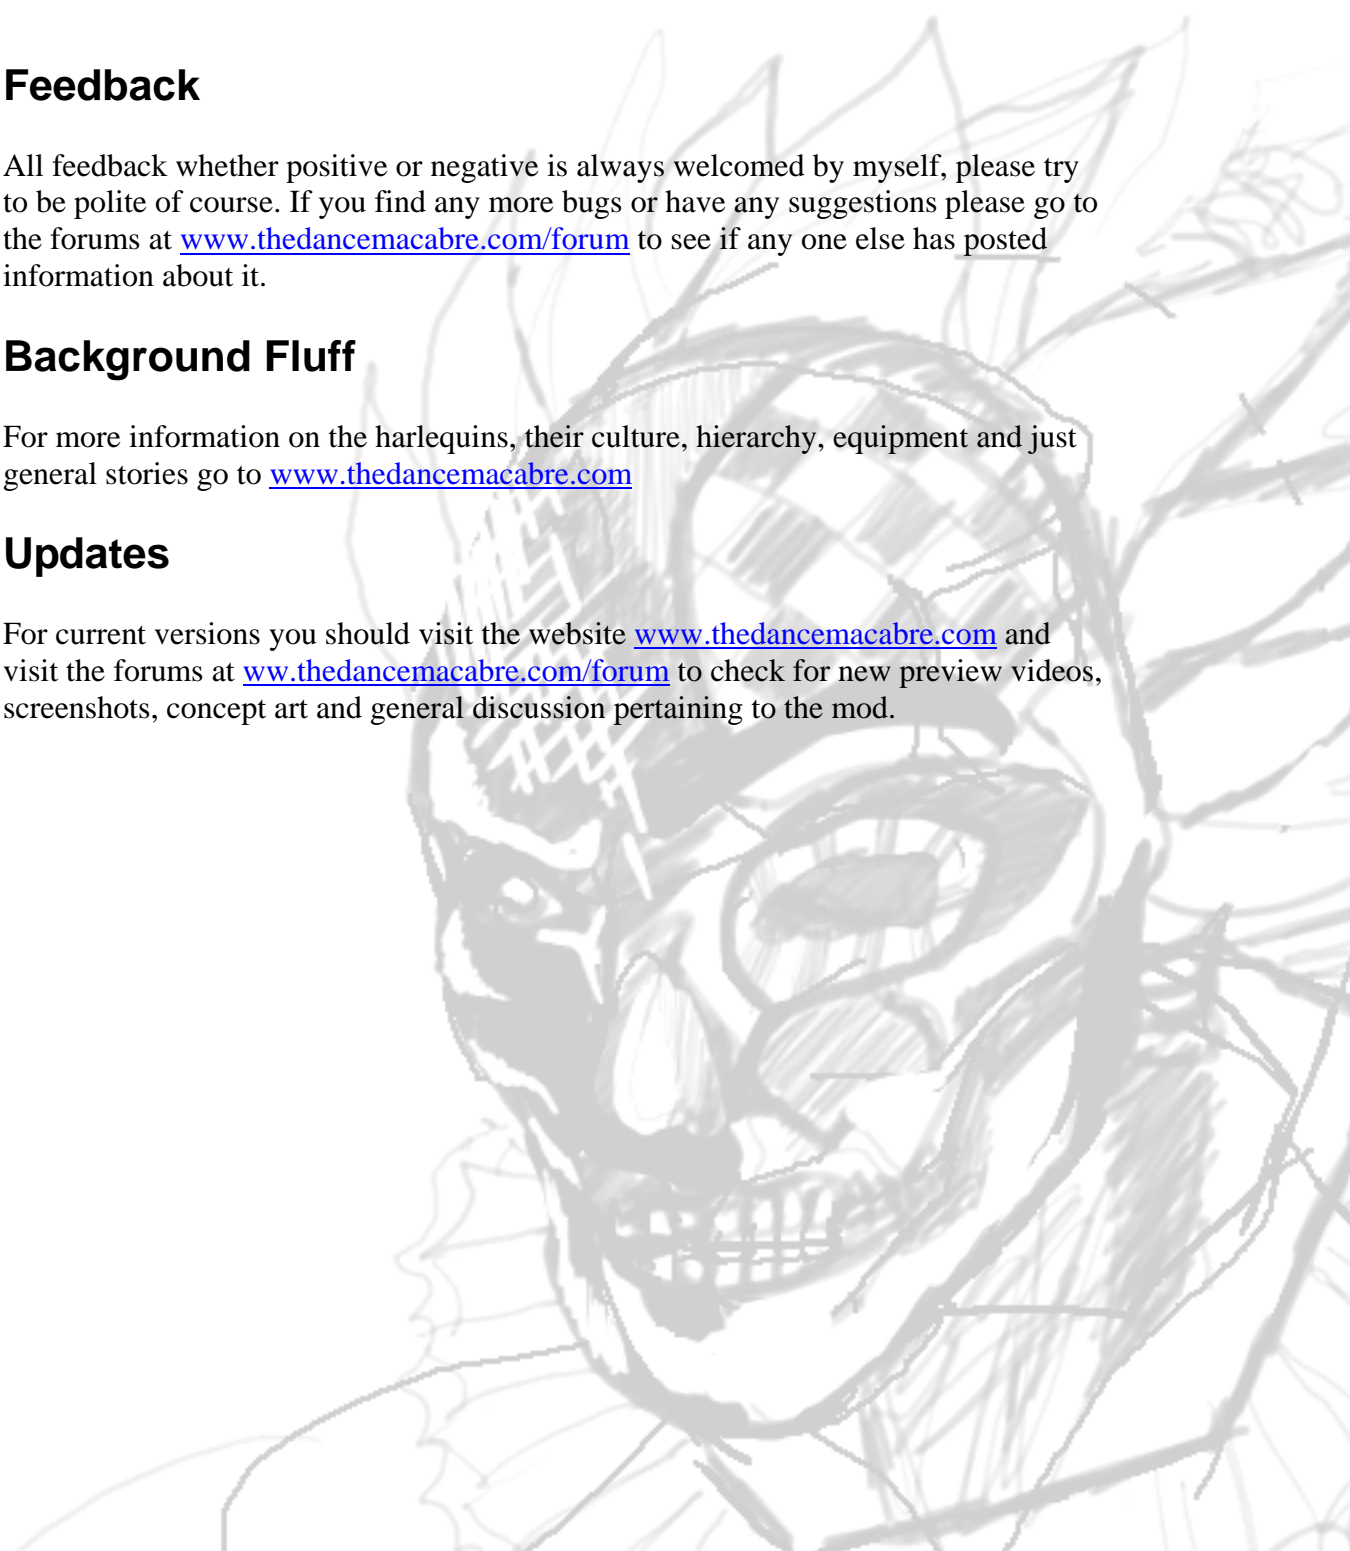 Feedback
All feedback whether positive or negative is always welcomed by myself, please try
to be polite of course. If you find any more bugs or have any suggestions please go to
the forums at www.thedancemacabre.com/forum to see if any one else has posted
information about it.
Background Fluff
For more information on the harlequins, their culture, hierarchy, equipment and just
general stories go to www.thedancemacabre.com
Updates
For current versions you should visit the website www.thedancemacabre.com and
visit the forums at ww.thedancemacabre.com/forum to check for new preview videos,
screenshots, concept art and general discussion pertaining to the mod.